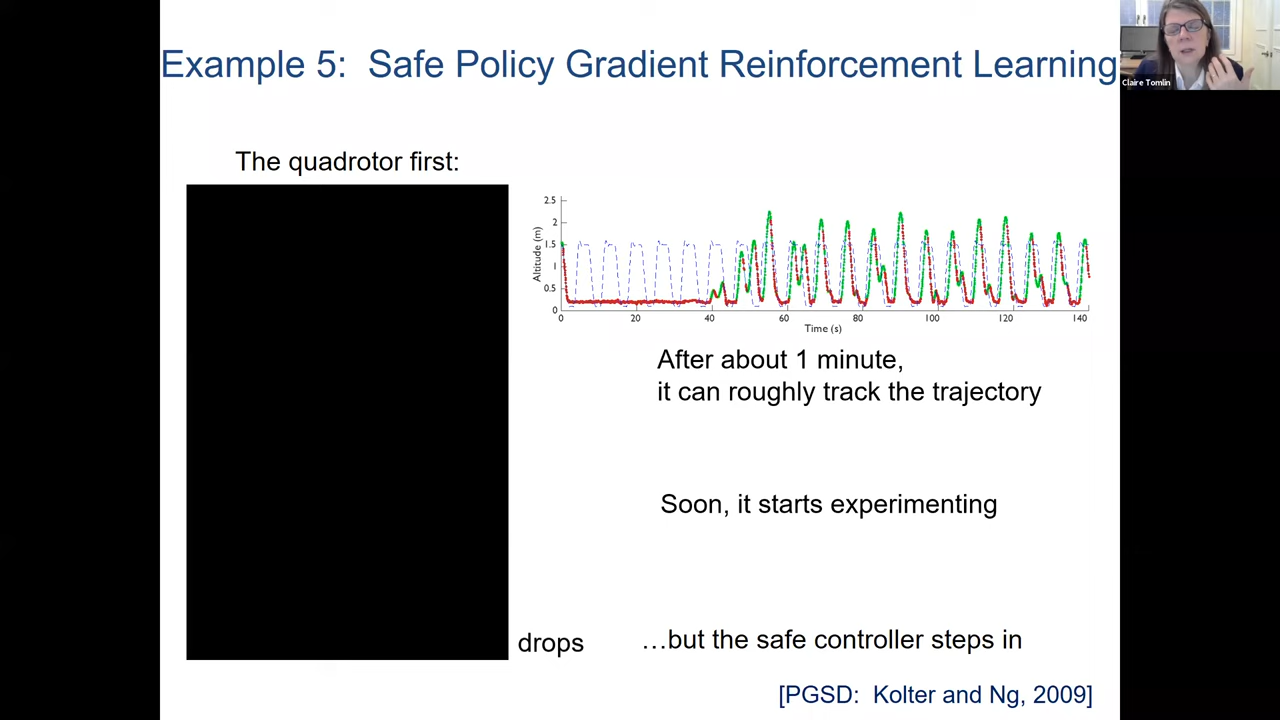 Example 5: Safe Policy Gradient Reinforcement Learning
Claire Tomlin
The quadrotor first:
2.5
2
1.5
1
0.5
0
Altitude (m)
0 20 40 60 80 100 120 140
Time (s)
After about 1 minute,
it can roughly track the trajectory
Soon, it starts experimenting
drops …but the safe controller steps in
[PGSD: Kolter and Ng, 2009]